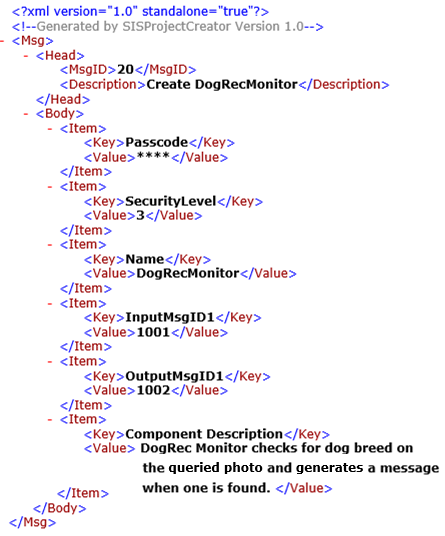 <?xml version="1.0" standalone="true"?>
<!--Generated by SISProjectCreator Version 1.0-->
- <Msg>
- <Head>
<MsgID>20</MsgID>
<Description>Create DogRecMonitor</Description>
</Head>
- <Body>
- <Item>
<Key>Passcode</Key>
<Value>****</Value>
</Item>
- <Item>
<Key>SecurityLevel</Key>
<Value>3</Value>
</Item>
- <Item>
<Key>Name</Key>
<Value>DogRecMonitor</Value>
</Item>
- <Item>
<Key>InputMsgID1</Key>
<Value>1001</Value>
</Item>
- <Item>
<Key>OutputMsgID1</Key>
<Value>1002</Value>
</Item>
- <Item>
<Key>Component Description</Key>
<Value> DogRec Monitor checks for dog breed on
the queried photo and generates a message
when one is found. </Value>
</Item>
</Body>
</Msg>